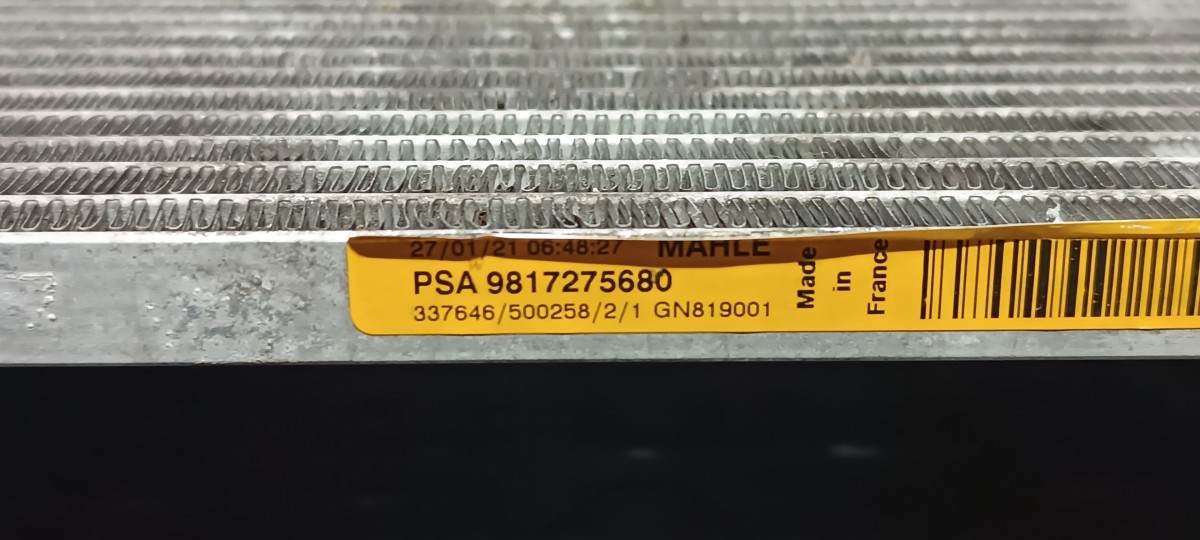 27/01/21 06:48:27 MAHLE
PSA 9817275680
337646/500258/2/1 GN819001
Made
in
France